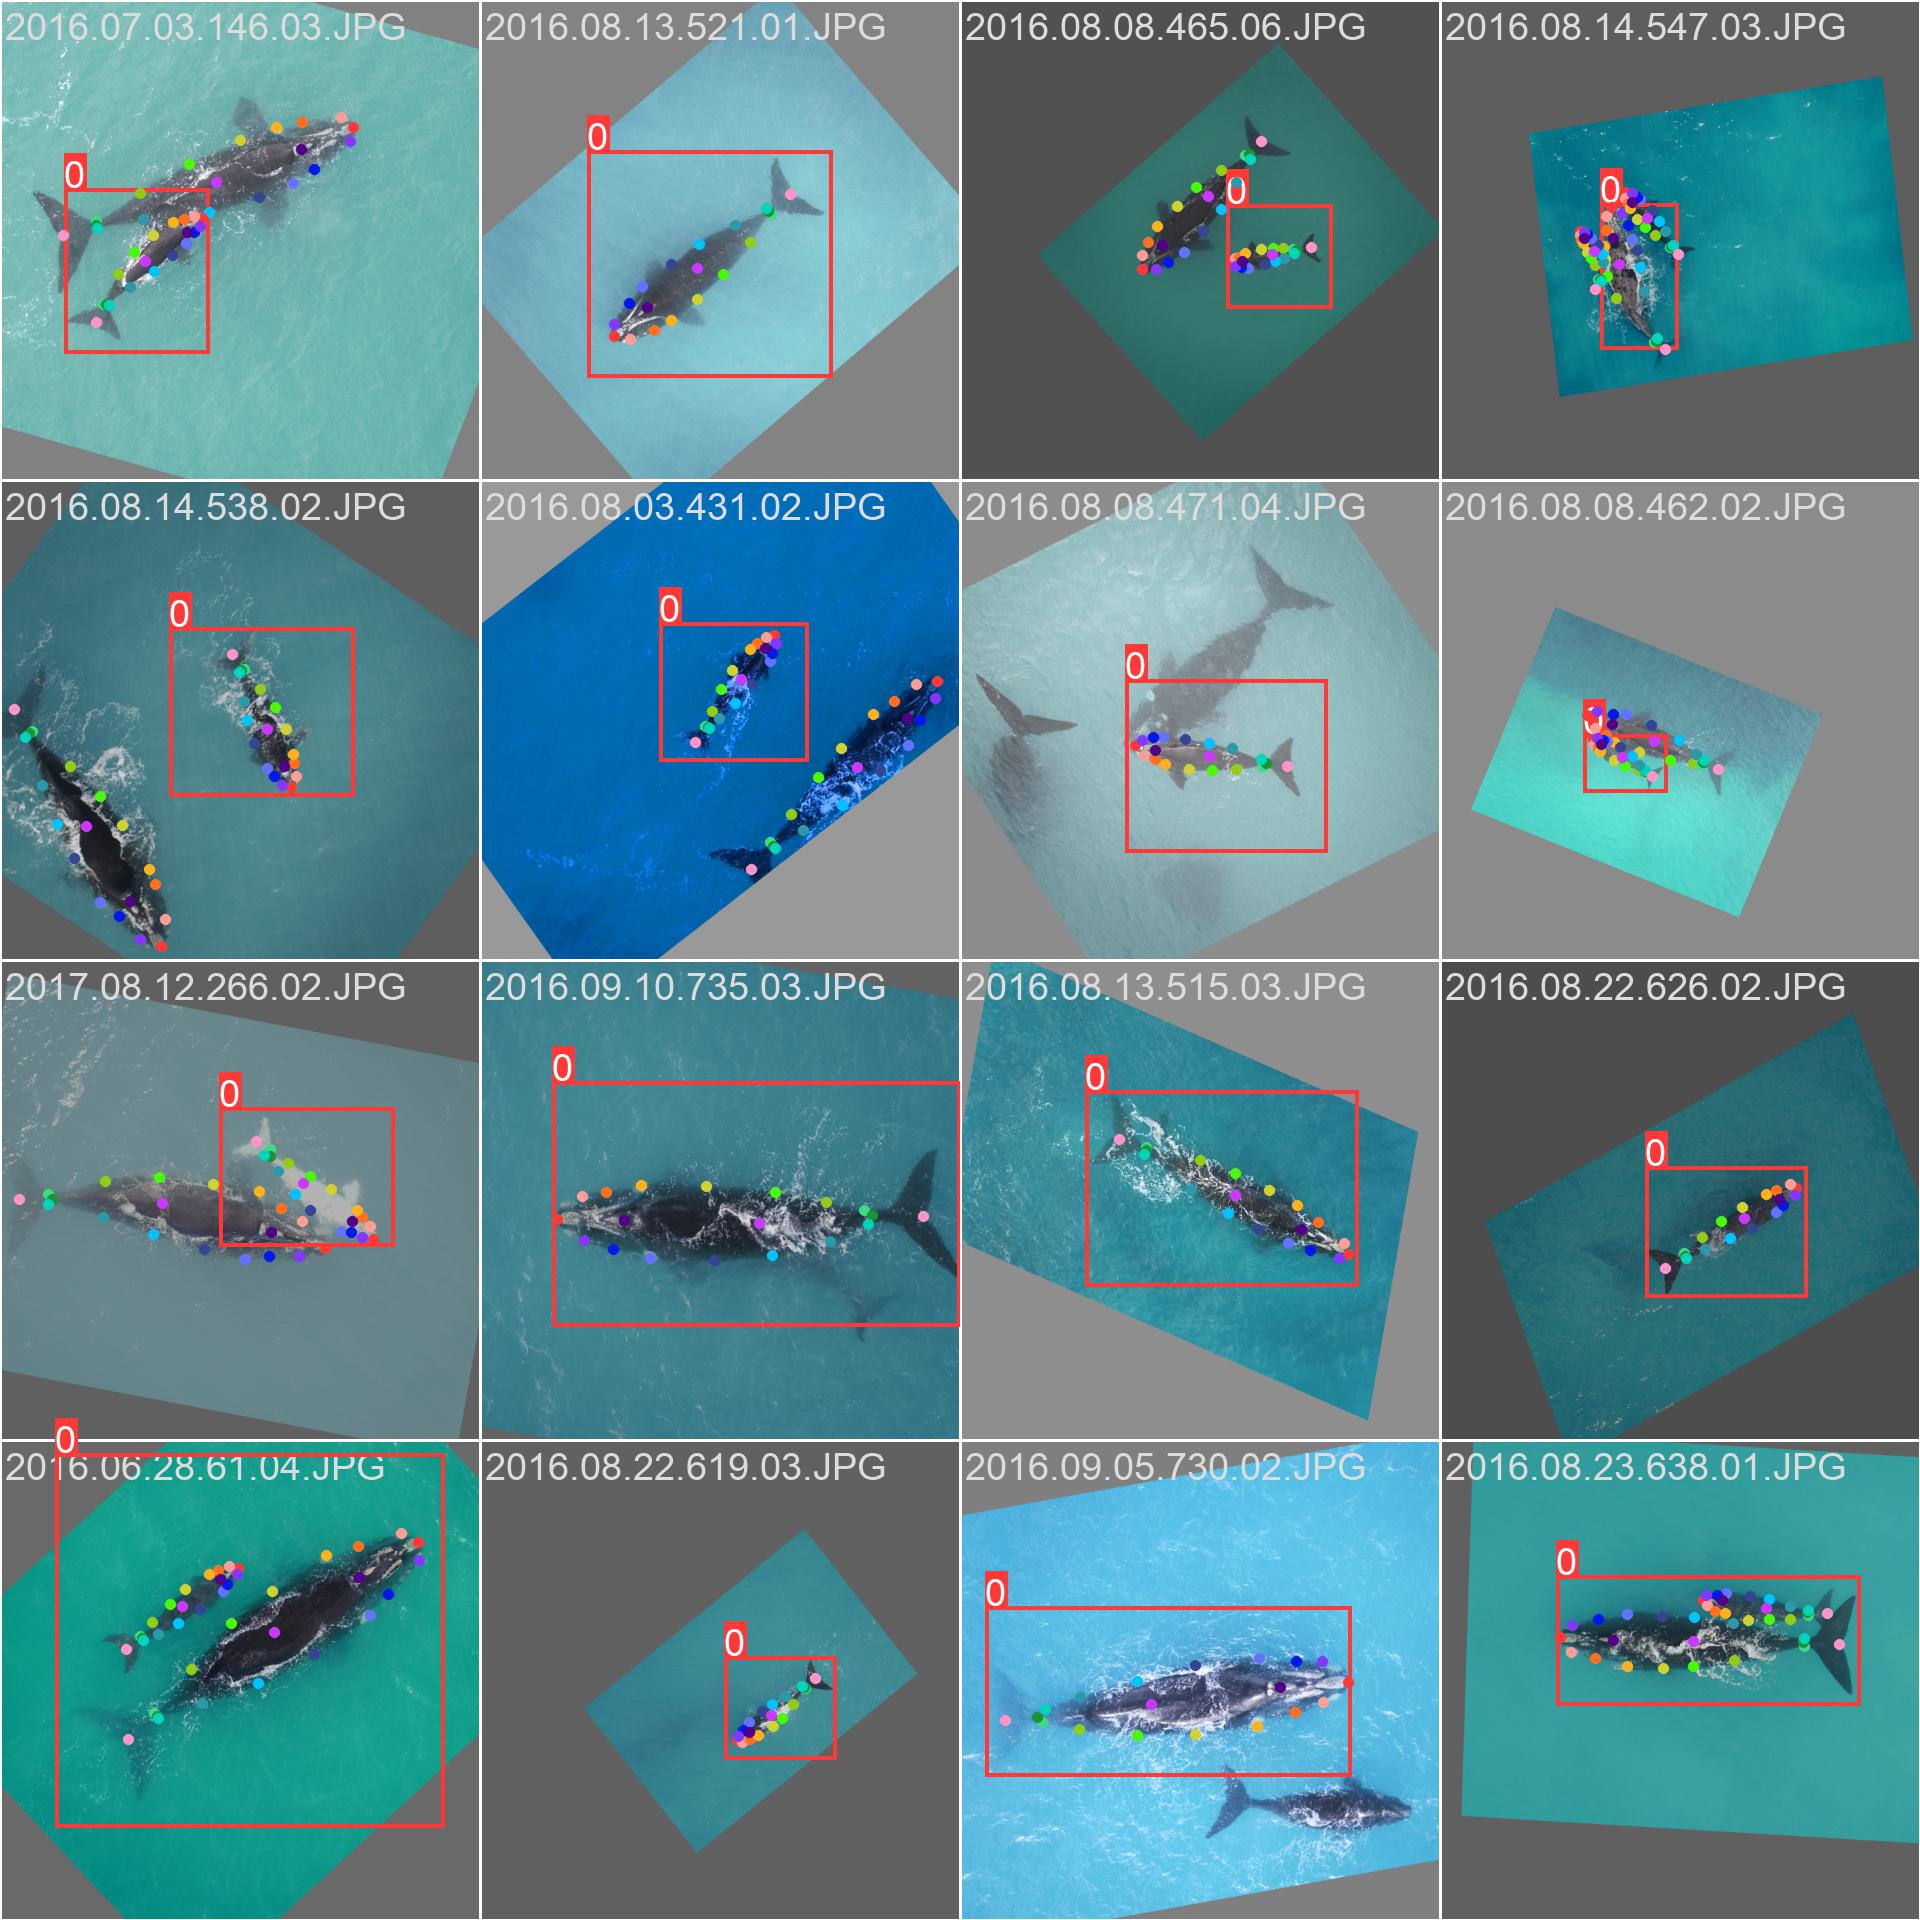 2016.07.03.146.03.JPG
0
2016.08.13.521.01.JPG
0
2016.08.08.465.06.JPG
0
2016.08.14.547.03.JPG
0
2016.08.14.538.02.JPG
0
2016.08.03.431.02.JPG
0
2016.08.08.471.04.JPG
0
2016.08.08.462.02.JPG
0
2017.08.12.266.02.JPG
0
2016.09.10.735.03.JPG
0
2016.08.13.515.03.JPG
0
2016.08.22.626.02.JPG
0
2016.06.28.61.04.JPG
0
2016.08.22.619.03.JPG
0
2016.09.05.730.02.JPG
0
2016.08.23.638.01.JPG
0